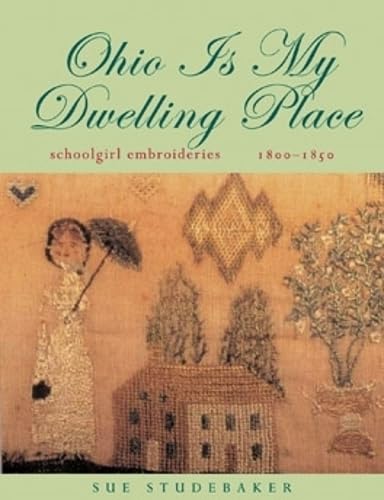 Ohio Is My
Dwelling Place
schoolgirl embroideries 1800–1850
SUE STUDEBAKER